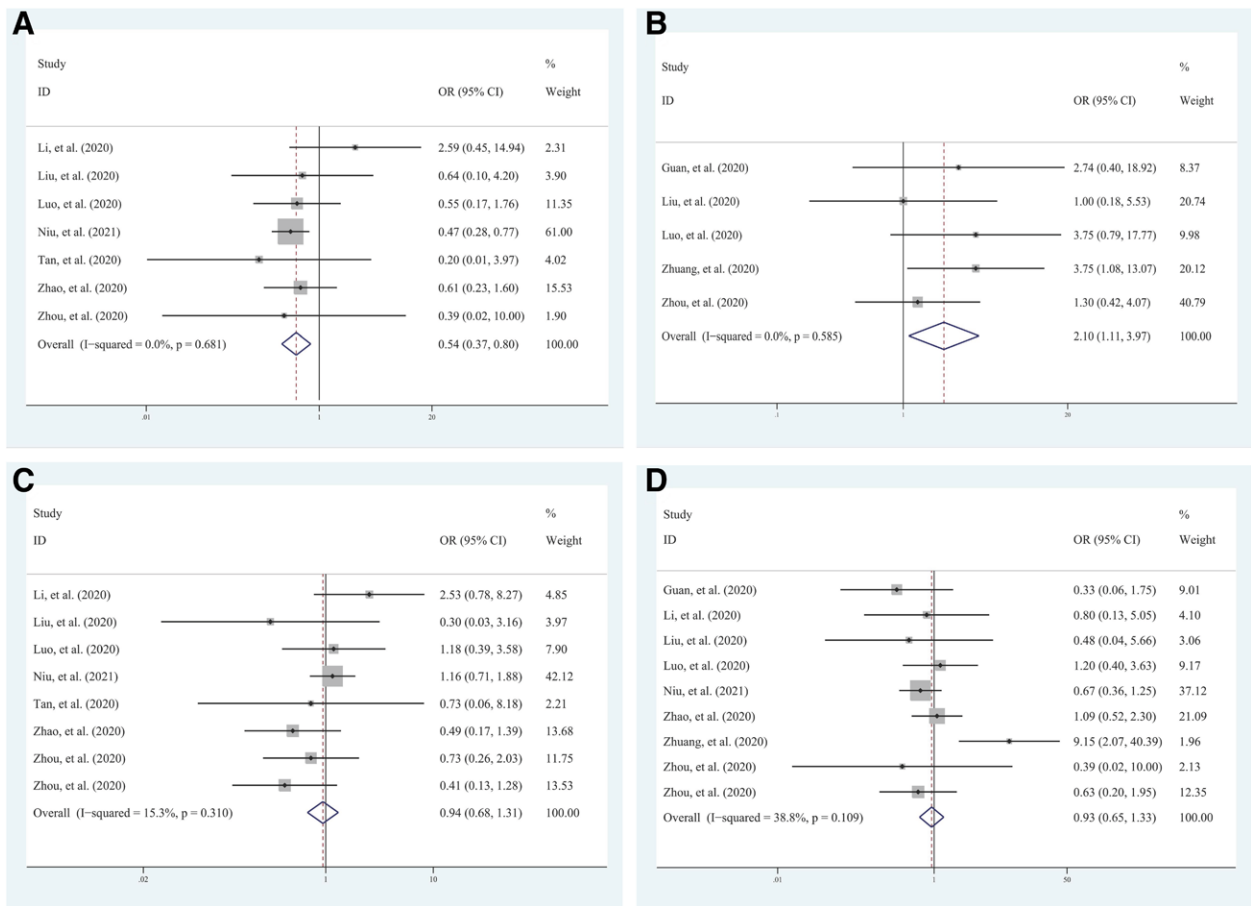 A
Study %
ID OR (95% CI) Weight
Li, et al. (2020) 2.59 (0.45, 14.94) 2.31
Liu, et al. (2020) 0.64 (0.10, 4.20) 3.90
Luo, et al. (2020) 0.55 (0.17, 1.76) 11.35
Niu, et al. (2021) 0.47 (0.28, 0.77) 61.00
Tan, et al. (2020) 0.20 (0.01, 3.97) 4.02
Zhao, et al. (2020) 0.61 (0.23, 1.60) 15.53
Zhou, et al. (2020) 0.39 (0.02, 10.00) 1.90
Overall (I−squared = 0.0%, p = 0.681) 0.54 (0.37, 0.80) 100.00
.01 1 20
B
Study %
ID OR (95% CI) Weight
Guan, et al. (2020) 2.74 (0.40, 18.92) 8.37
Liu, et al. (2020) 1.00 (0.18, 5.53) 20.74
Luo, et al. (2020) 3.75 (0.79, 17.77) 9.98
Zhuang, et al. (2020) 3.75 (1.08, 13.07) 20.12
Zhou, et al. (2020) 1.30 (0.42, 4.07) 40.79
Overall (I−squared = 0.0%, p = 0.585) 2.10 (1.11, 3.97) 100.00
.1 1 20
C
Study %
ID OR (95% CI) Weight
Li, et al. (2020) 2.53 (0.78, 8.27) 4.85
Liu, et al. (2020) 0.30 (0.03, 3.16) 3.97
Luo, et al. (2020) 1.18 (0.39, 3.58) 7.90
Niu, et al. (2021) 1.16 (0.71, 1.88) 42.12
Tan, et al. (2020) 0.73 (0.06, 8.18) 2.21
Zhao, et al. (2020) 0.49 (0.17, 1.39) 13.68
Zhou, et al. (2020) 0.73 (0.26, 2.03) 11.75
Zhou, et al. (2020) 0.41 (0.13, 1.28) 13.53
Overall (I−squared = 15.3%, p = 0.310) 0.94 (0.68, 1.31) 100.00
.02 1 10
D
Study %
ID OR (95% CI) Weight
Guan, et al. (2020) 0.33 (0.06, 1.75) 9.01
Li, et al. (2020) 0.80 (0.13, 5.05) 4.10
Liu, et al. (2020) 0.48 (0.04, 5.66) 3.06
Luo, et al. (2020) 1.20 (0.40, 3.63) 9.17
Niu, et al. (2021) 0.67 (0.36, 1.25) 37.12
Zhao, et al. (2020) 1.09 (0.52, 2.30) 21.09
Zhuang, et al. (2020) 9.15 (2.07, 40.39) 1.96
Zhou, et al. (2020) 0.39 (0.02, 10.00) 2.13
Zhou, et al. (2020) 0.63 (0.20, 1.95) 12.35
Overall (I−squared = 38.8%, p = 0.109) 0.93 (0.65, 1.33) 100.00
.01 1 50